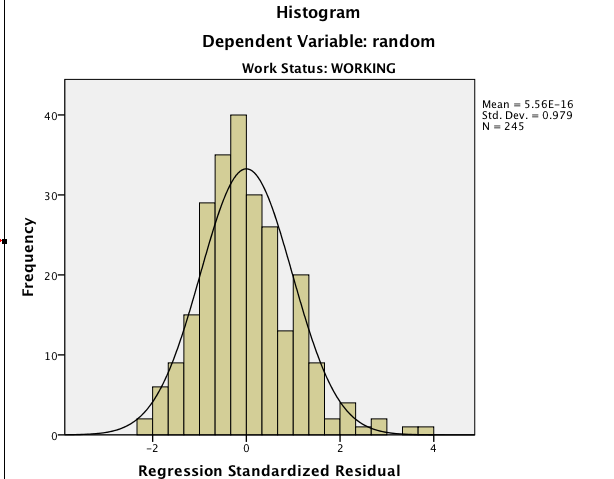 Histogram
Dependent Variable: random
Work Status: WORKING
Mean = 5.56E-16
Std. Dev. = 0.979
N = 245
40
30
20
10
0
Frequency
-2
0
2
4
Regression Standardized Residual